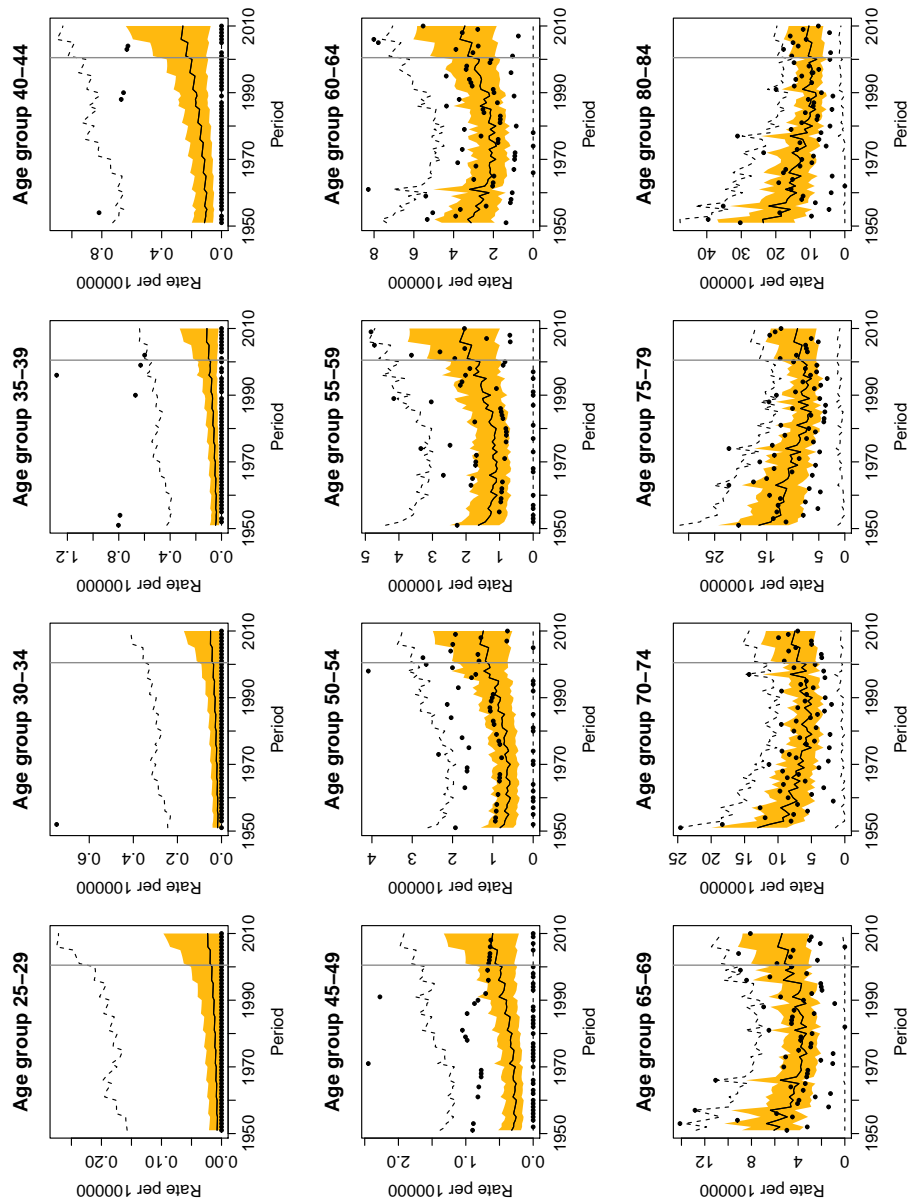 Age group 25−29
Rate per 100000
0.00 0.10 0.20
1950 1970 1990 2010
Period
Age group 30−34
Rate per 100000
0.0 0.2 0.4 0.6
1950 1970 1990 2010
Period
Age group 35−39
Rate per 100000
0.0 0.4 0.8 1.2
1950 1970 1990 2010
Period
Age group 40−44
Rate per 100000
0.0 0.4 0.8
1950 1970 1990 2010
Period
Age group 45−49
Rate per 100000
0.0 1.0 2.0
1950 1970 1990 2010
Period
Age group 50−54
Rate per 100000
0 1 2 3 4
1950 1970 1990 2010
Period
Age group 55−59
Rate per 100000
0 1 2 3 4 5
1950 1970 1990 2010
Period
Age group 60−64
Rate per 100000
0 2 4 6 8
1950 1970 1990 2010
Period
Age group 65−69
Rate per 100000
0 4 8 12
1950 1970 1990 2010
Period
Age group 70−74
Rate per 100000
0 5 10 15 20 25
1950 1970 1990 2010
Period
Age group 75−79
Rate per 100000
0 5 15 25
1950 1970 1990 2010
Period
Age group 80−84
Rate per 100000
0 10 20 30 40
1950 1970 1990 2010
Period